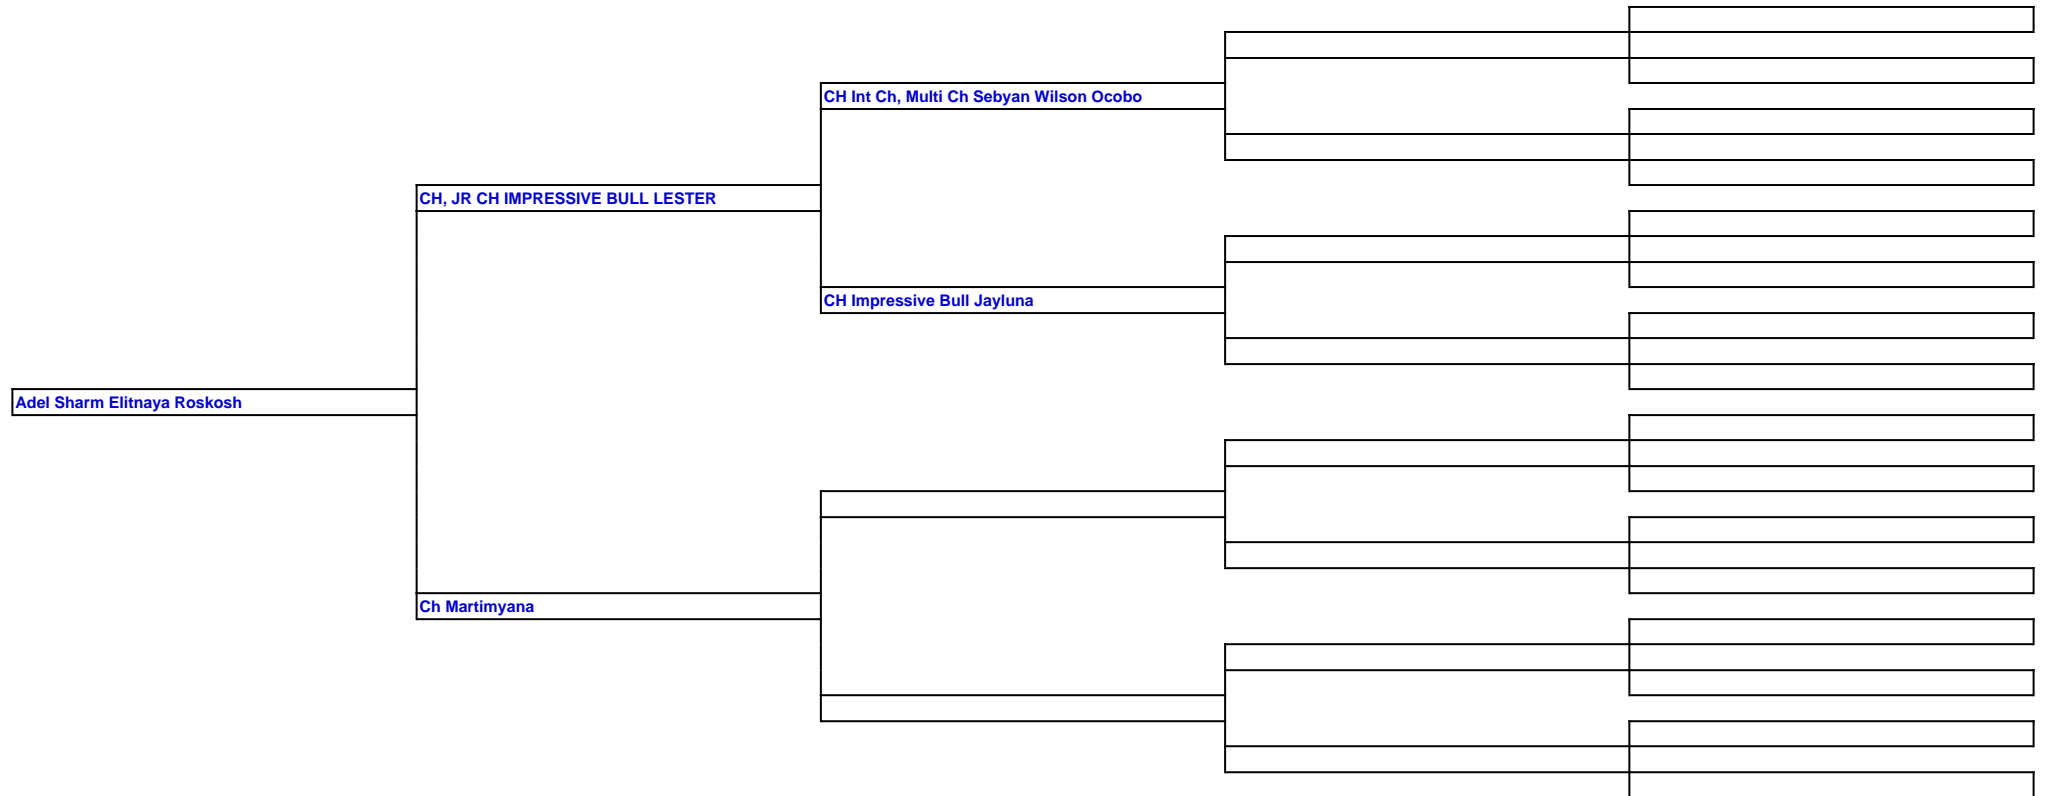 CH Int Ch, Multi Ch Sebyan Wilson Ocobo
CH, JR CH IMPRESSIVE BULL LESTER
CH Impressive Bull Jayluna
Adel Sharm Elitnaya Roskosh
Ch Martimyana